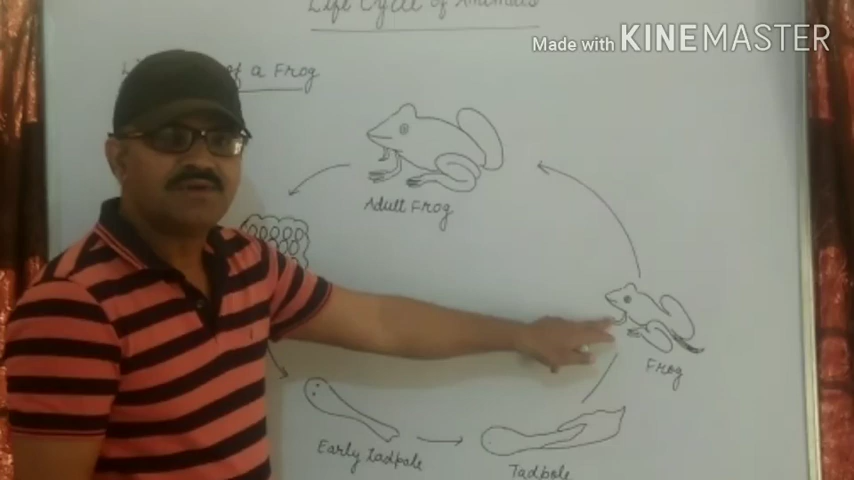 Life Cycle of Animals
Made with KINEMASTER
of a Frog
Adult Frog
Frog
Early Tadpole
Tadpole